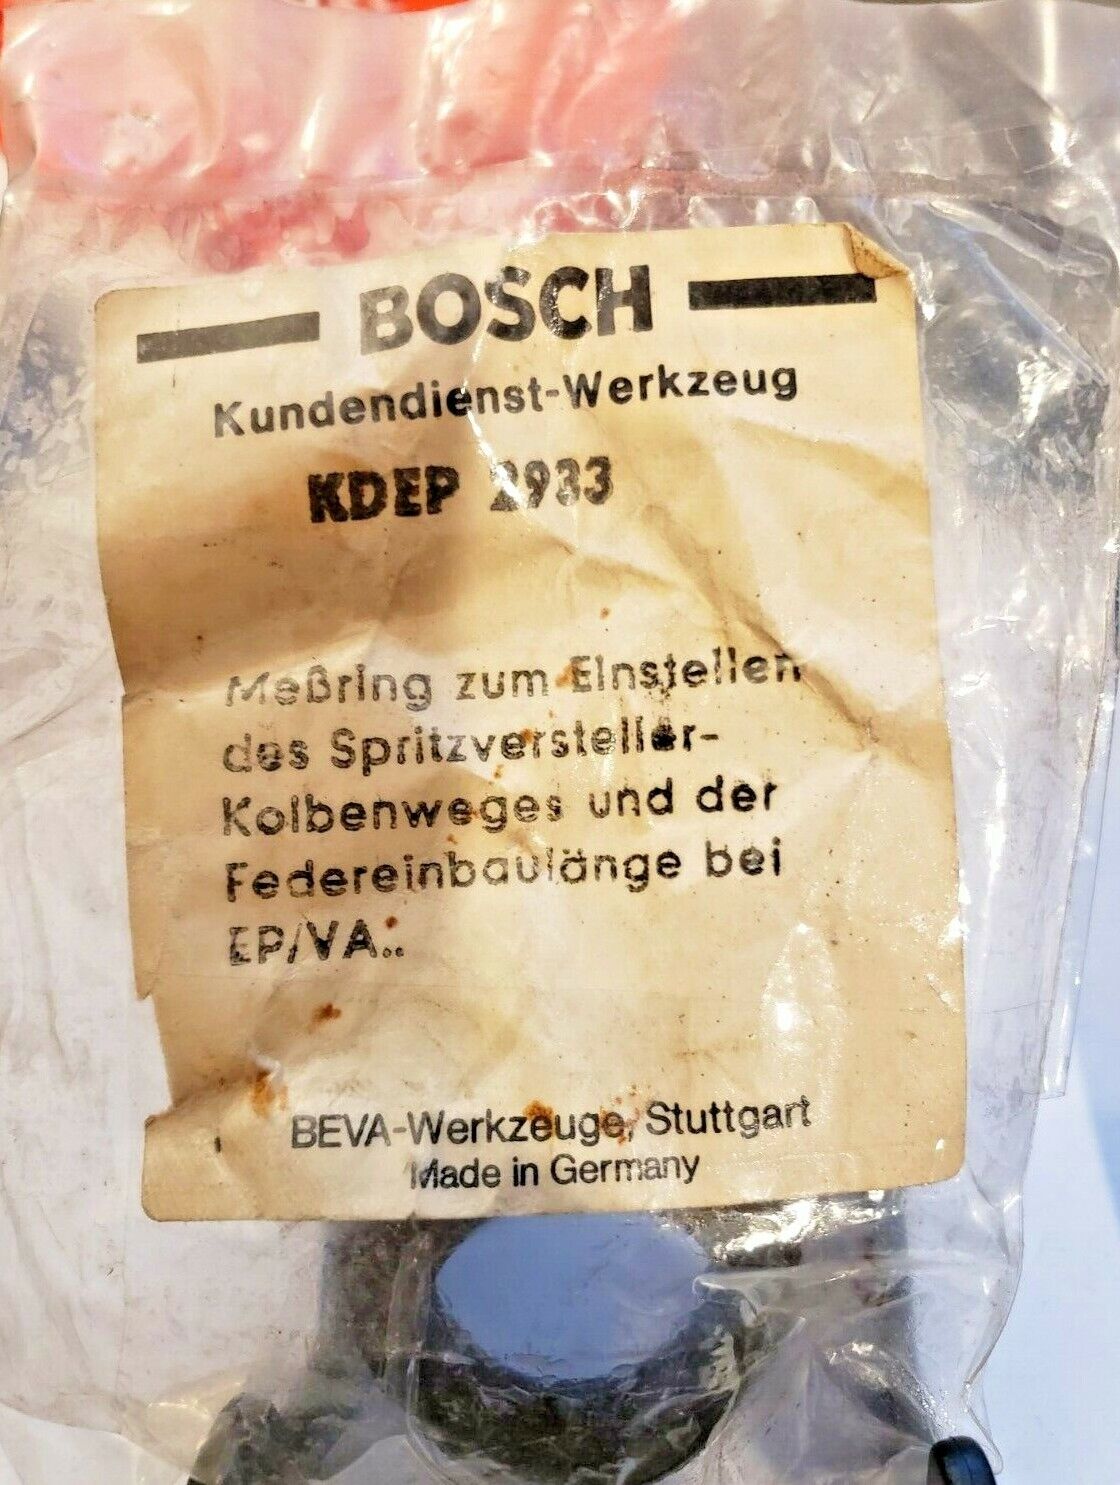 BOSCH
Kundendienst-Werkzeug
KDEP 2933
Meßring zum Einstellen
des Spritzversteller-
Kolbenweges und der
Federeinbaulänge bei
EP/VA..
BEVA-Werkzeuge, Stuttgart
Made in Germany